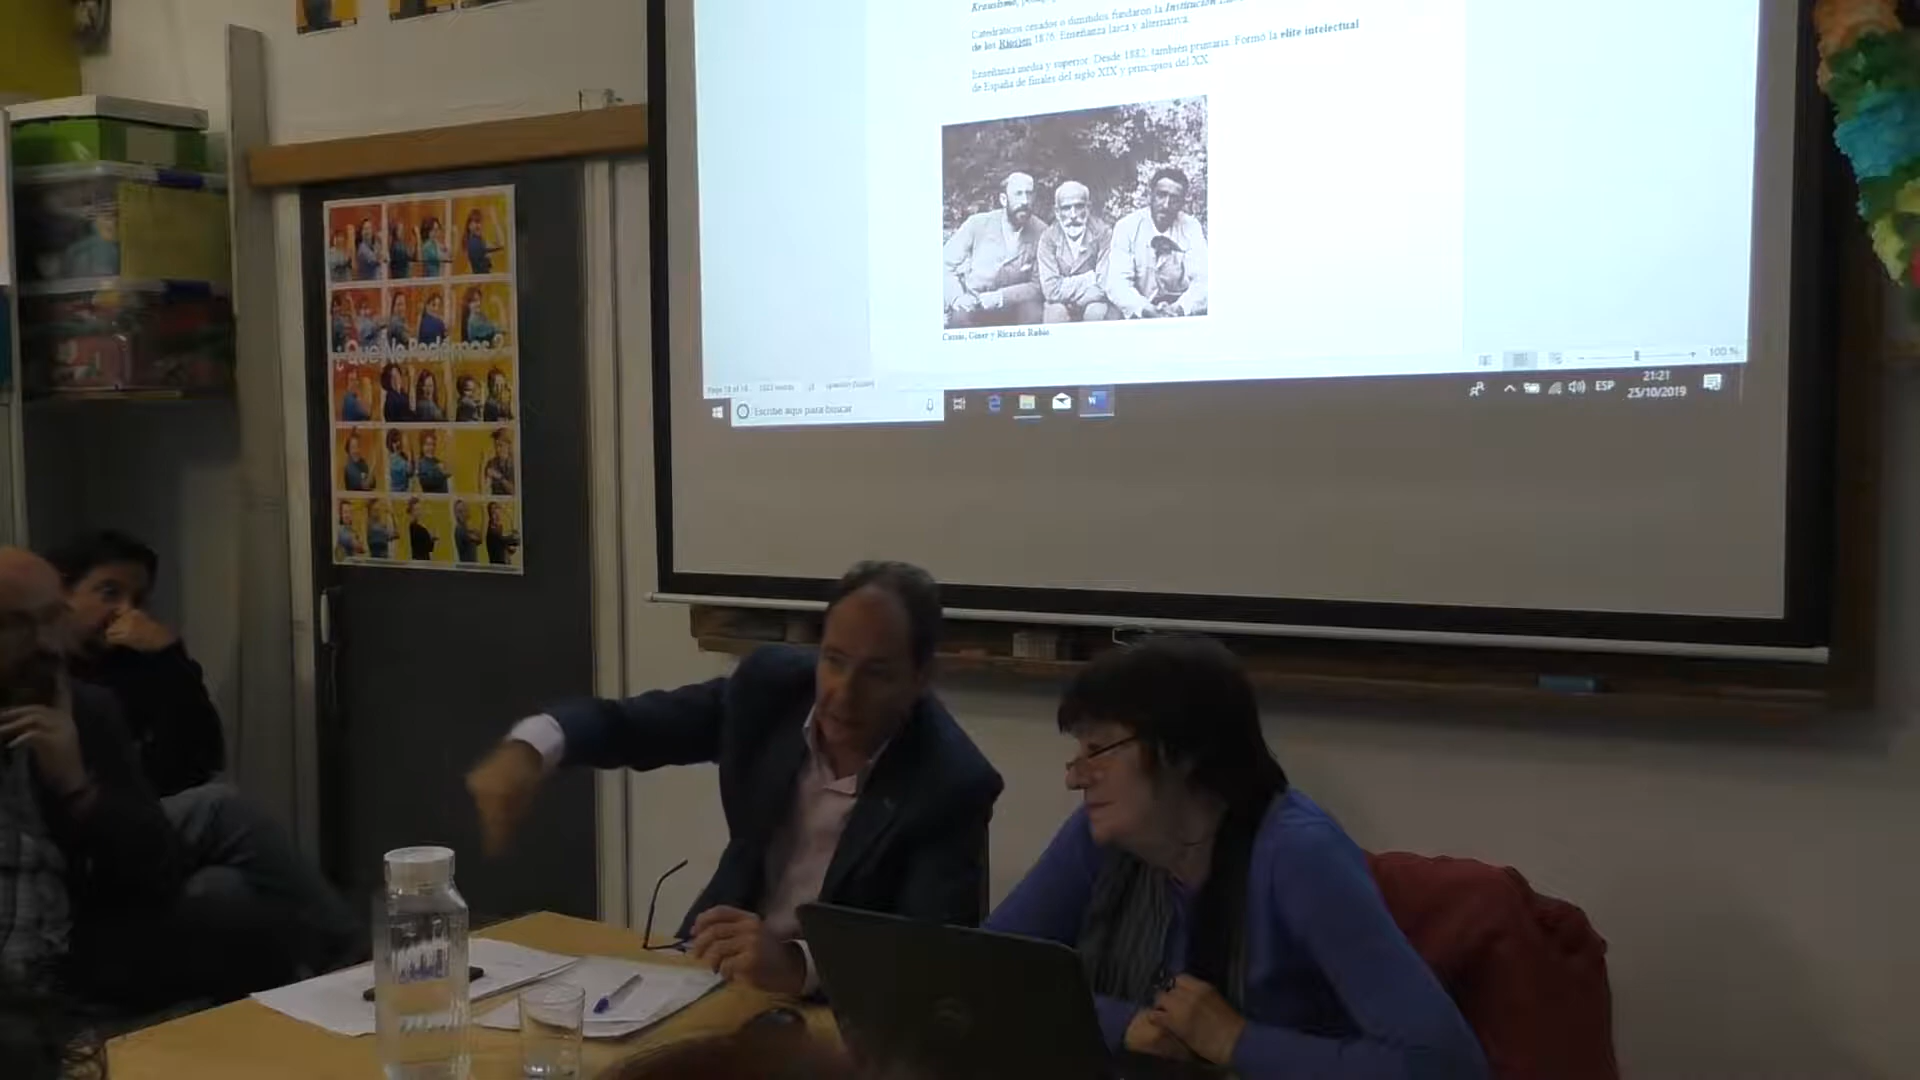 Krausismo,
Catedráticos cesados o dimitidos fundaron la Institución
de los Ríos)en 1876. Enseñanza laica y alternativa.
Enseñanza media y superior. Desde 1882, también primaria. Formó la elite intelectual
de España de finales del siglo XIX y principios del XX.
Cossío, Giner y Ricardo Rubio.
¿Que No Podemos?
100 %
Escribe aquí para buscar
ESP
21:21
25/10/2019